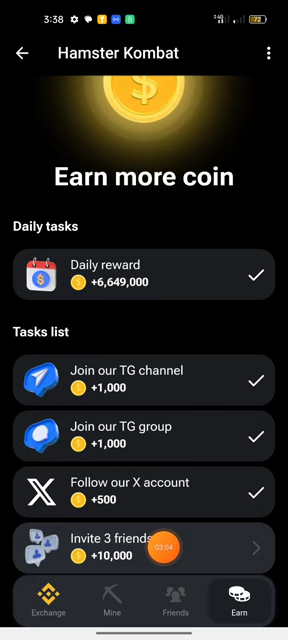 3:38
4G
72
Hamster Kombat
Earn more coin
Daily tasks
Daily reward
+6,649,000
Tasks list
Join our TG channel
+1,000
Join our TG group
+1,000
Follow our X account
+500
Invite 3 friends
+10,000
03:04
Exchange
Mine
Friends
Earn